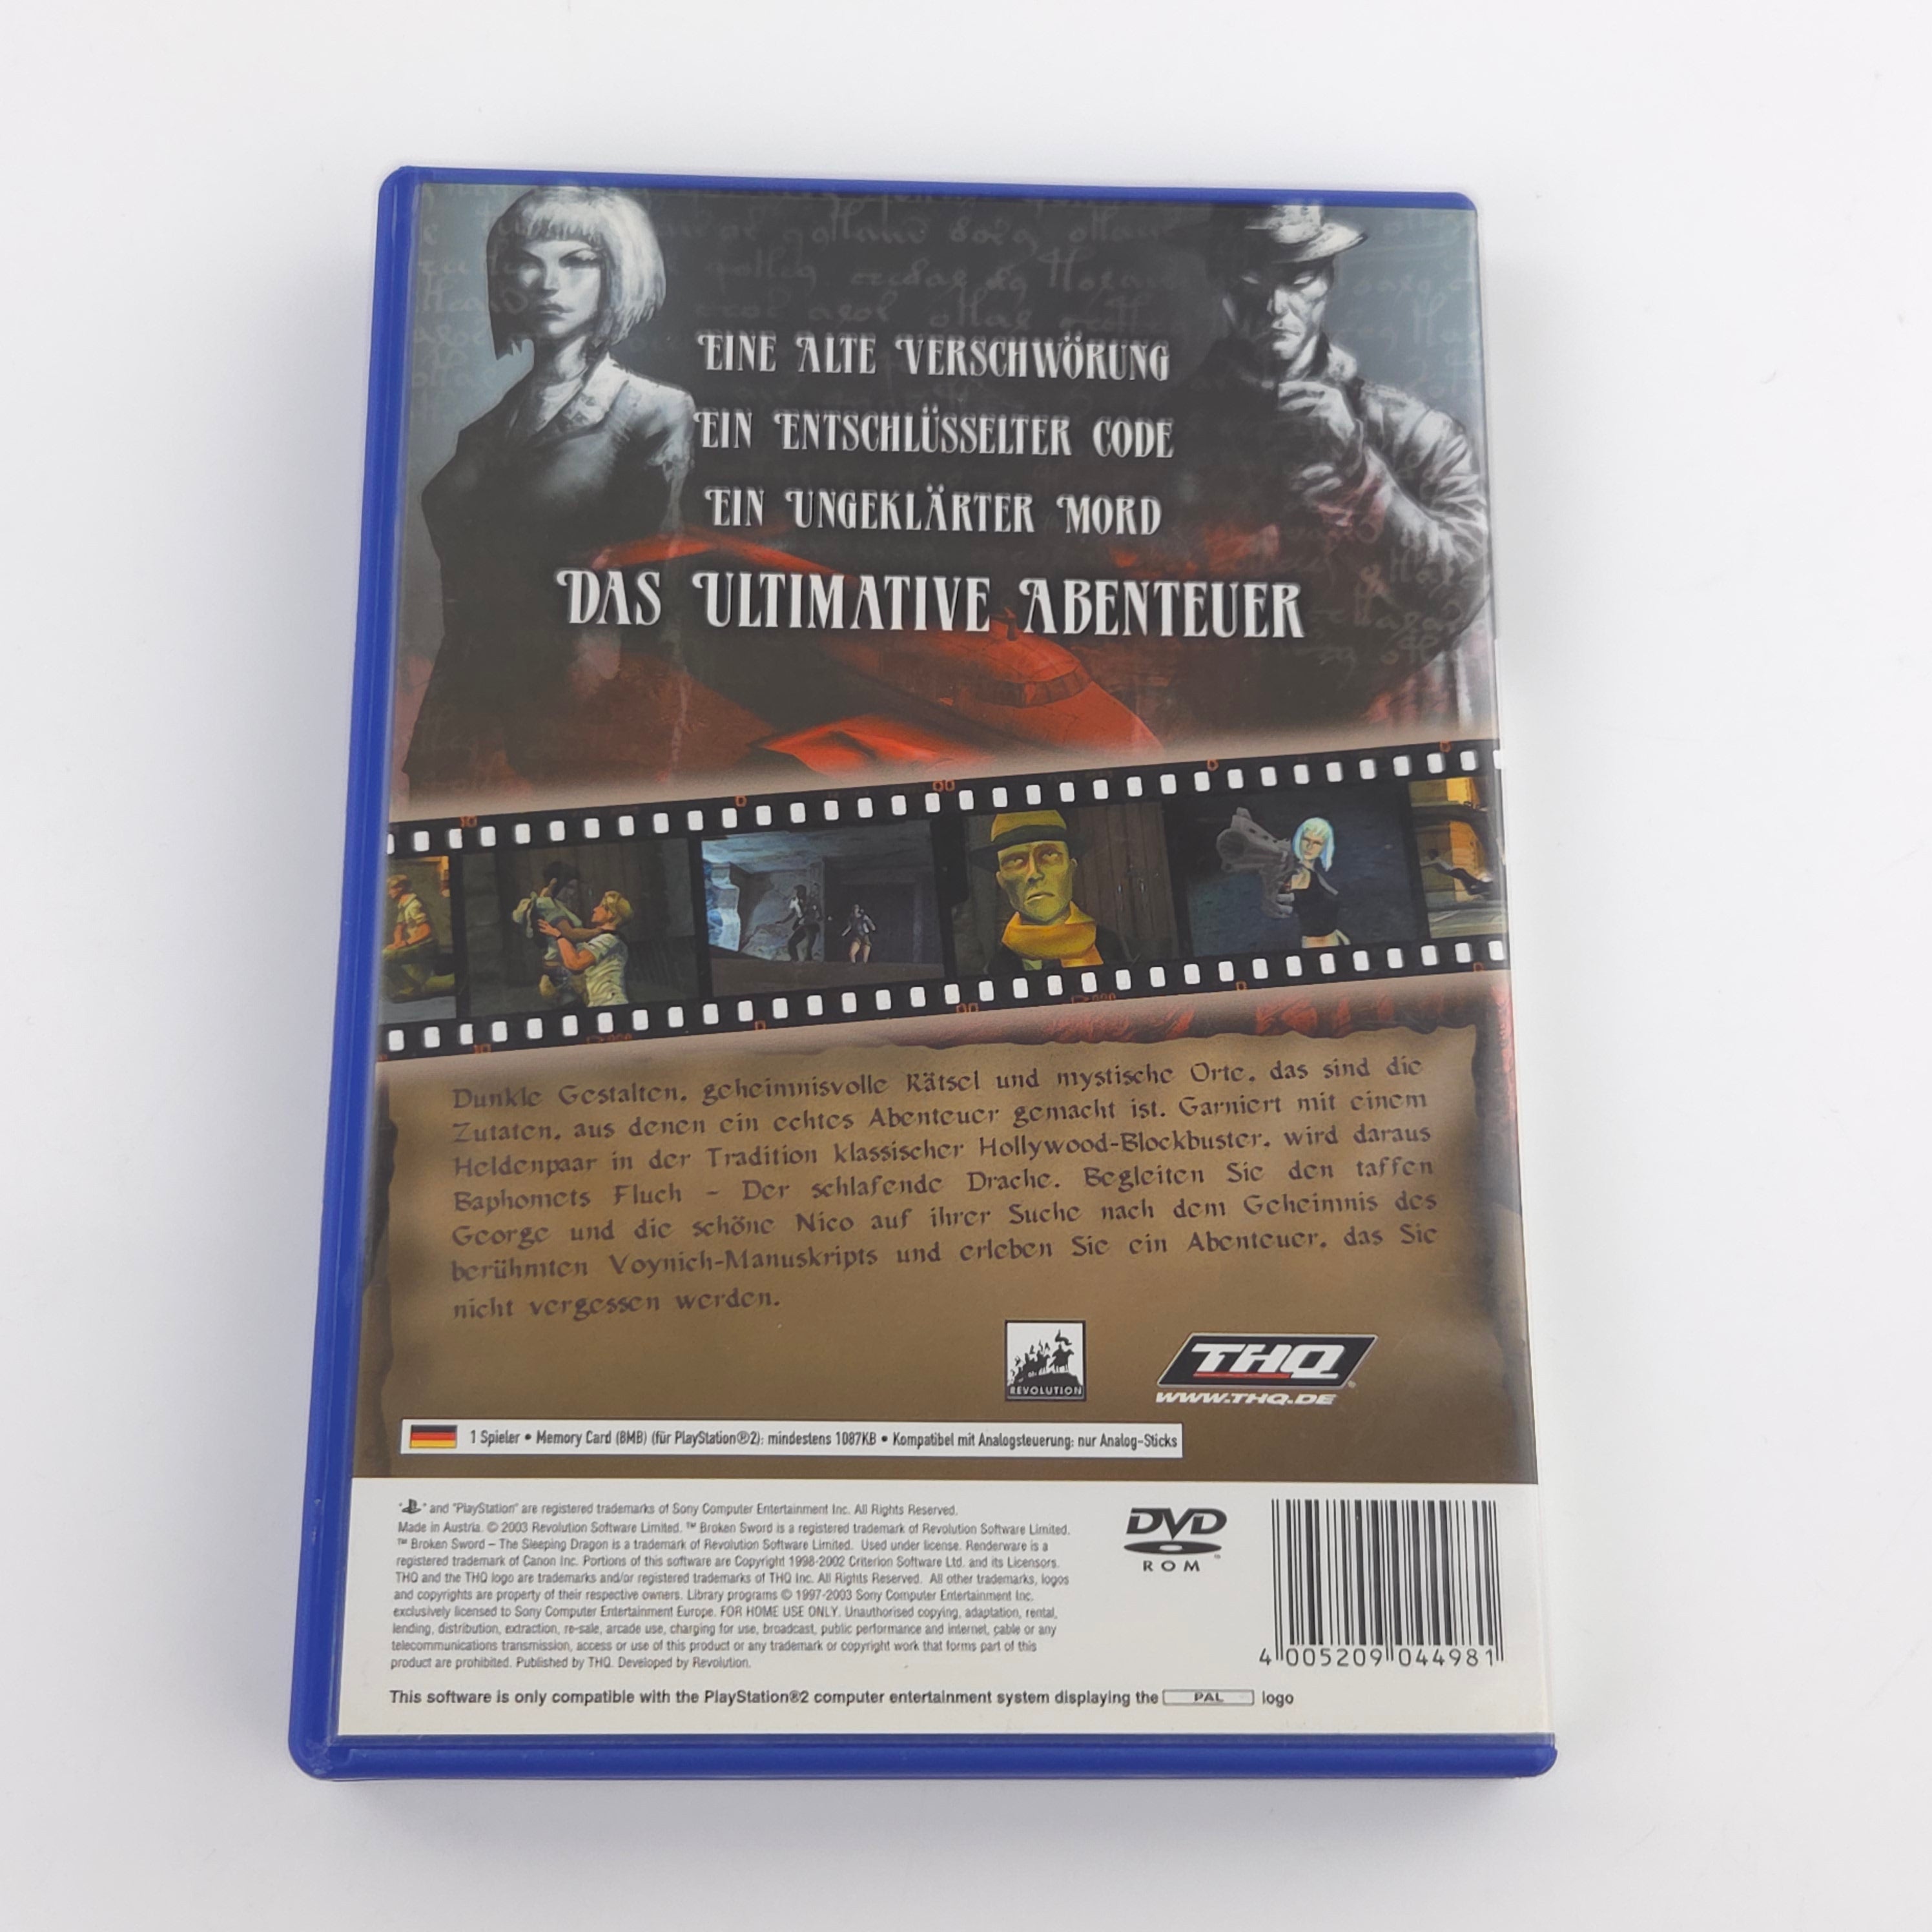 Eine alte Verschwörung
Ein entschlüsselter Code
Ein ungeklärter Mord
Das ultimative Abenteuer
Dunkle Gestalten, geheimnisvolle Rätsel und mystische Orte, das sind die
Zutaten, aus denen ein echtes Abenteuer gemacht ist. Garniert mit einem
Heldenpaar in der Tradition klassischer Hollywood-Blockbuster, wird daraus
Baphomets Fluch - Der schlafende Drache. Begleiten Sie den taffen
George und die schöne Nico auf ihrer Suche nach dem Geheimnis des
berühmten Voynich-Manuskripts und erleben Sie ein Abenteuer, das Sie
nicht vergessen werden.
REVOLUTION
THQ
WWW.THQ.DE
1 Spieler • Memory Card (8MB) (für PlayStation®2): mindestens 1087KB • Kompatibel mit Analogsteuerung: nur Analog-Sticks
" " and "PlayStation" are registered trademarks of Sony Computer Entertainment Inc. All Rights Reserved.
Made in Austria. © 2003 Revolution Software Limited. ™ Broken Sword is a registered trademark of Revolution Software Limited.
™ Broken Sword – The Sleeping Dragon is a trademark of Revolution Software Limited. Used under license. Renderware is a
registered trademark of Canon Inc. Portions of this software are Copyright 1998-2002 Criterion Software Ltd. and its Licensors.
THQ and the THQ logo are trademarks and/or registered trademarks of THQ Inc. All Rights Reserved. All other trademarks, logos
and copyrights are property of their respective owners. Library programs © 1997-2003 Sony Computer Entertainment Inc.
exclusively licensed to Sony Computer Entertainment Europe. FOR HOME USE ONLY. Unauthorised copying, adaptation, rental,
lending, distribution, extraction, re-sale, arcade use, charging for use, broadcast, public performance and internet, cable or any
telecommunications transmission, access or use of this product or any trademark or copyright work that forms part of this
product are prohibited. Published by THQ. Developed by Revolution.
DVD
ROM
4 005209 044981
This software is only compatible with the PlayStation®2 computer entertainment system displaying the PAL logo